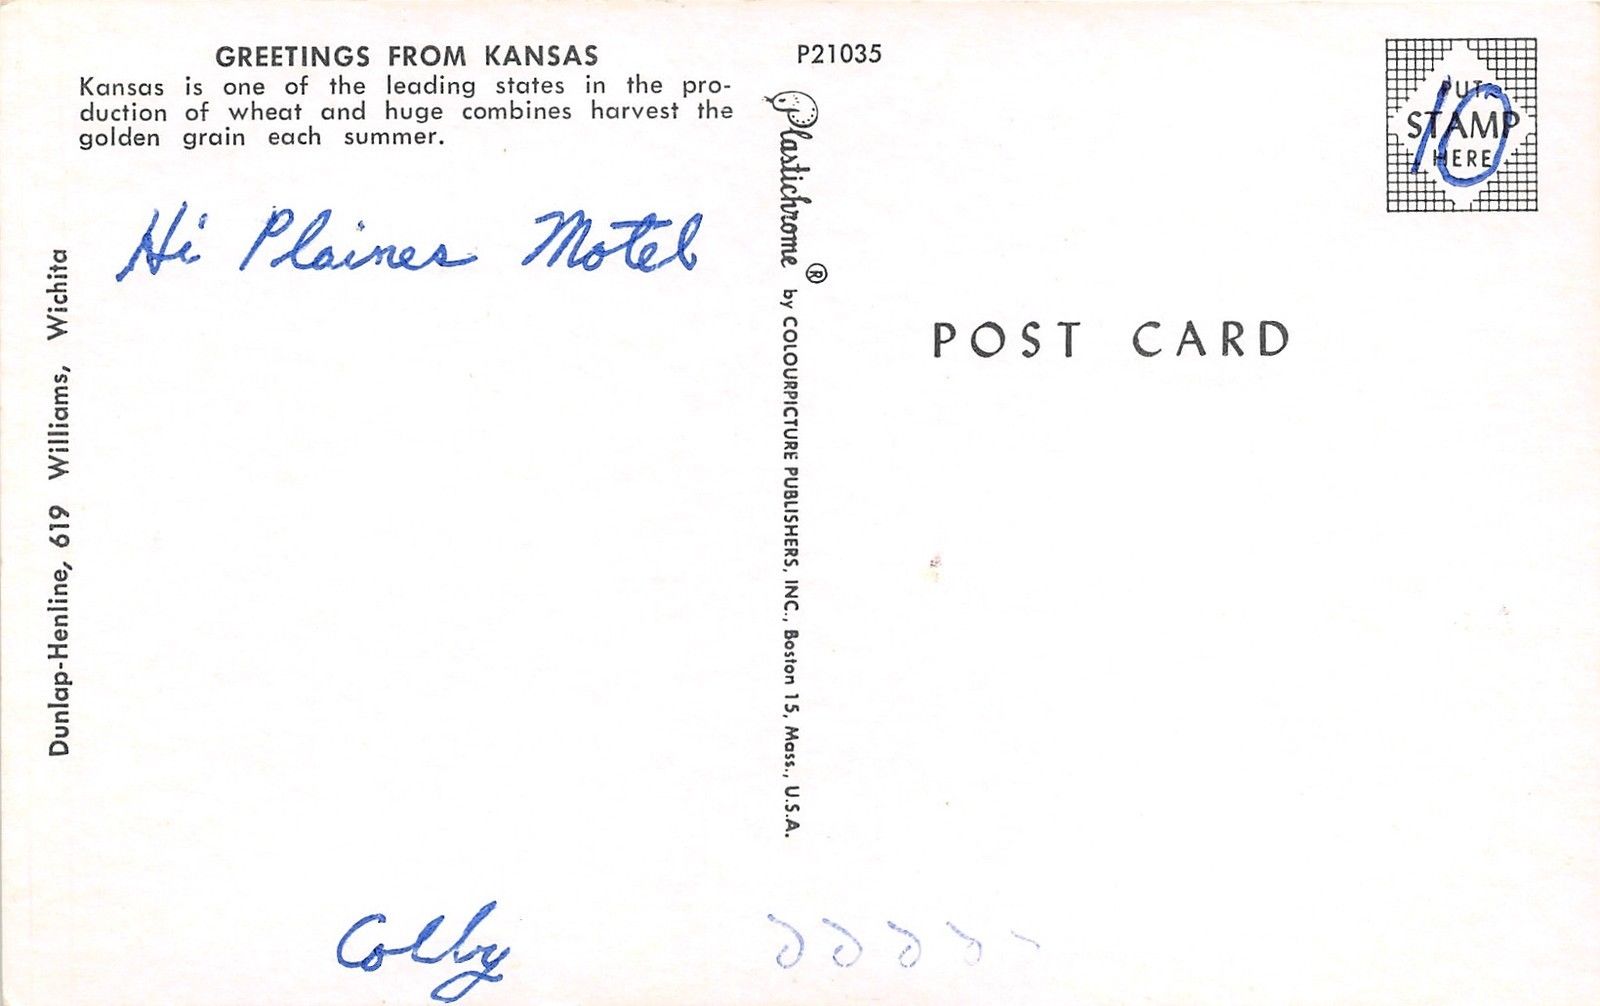 GREETINGS FROM KANSAS
Kansas is one of the leading states in the pro-
duction of wheat and huge combines harvest the
golden grain each summer.
Hi Plaines Motel
Colby
Dunlap-Henline, 619 Williams, Wichita
P21035
Plastichrome ® by COLOURPICTURE PUBLISHERS, INC., Boston 15, Mass., U.S.A.
PUT
STAMP
HERE
10
POST CARD